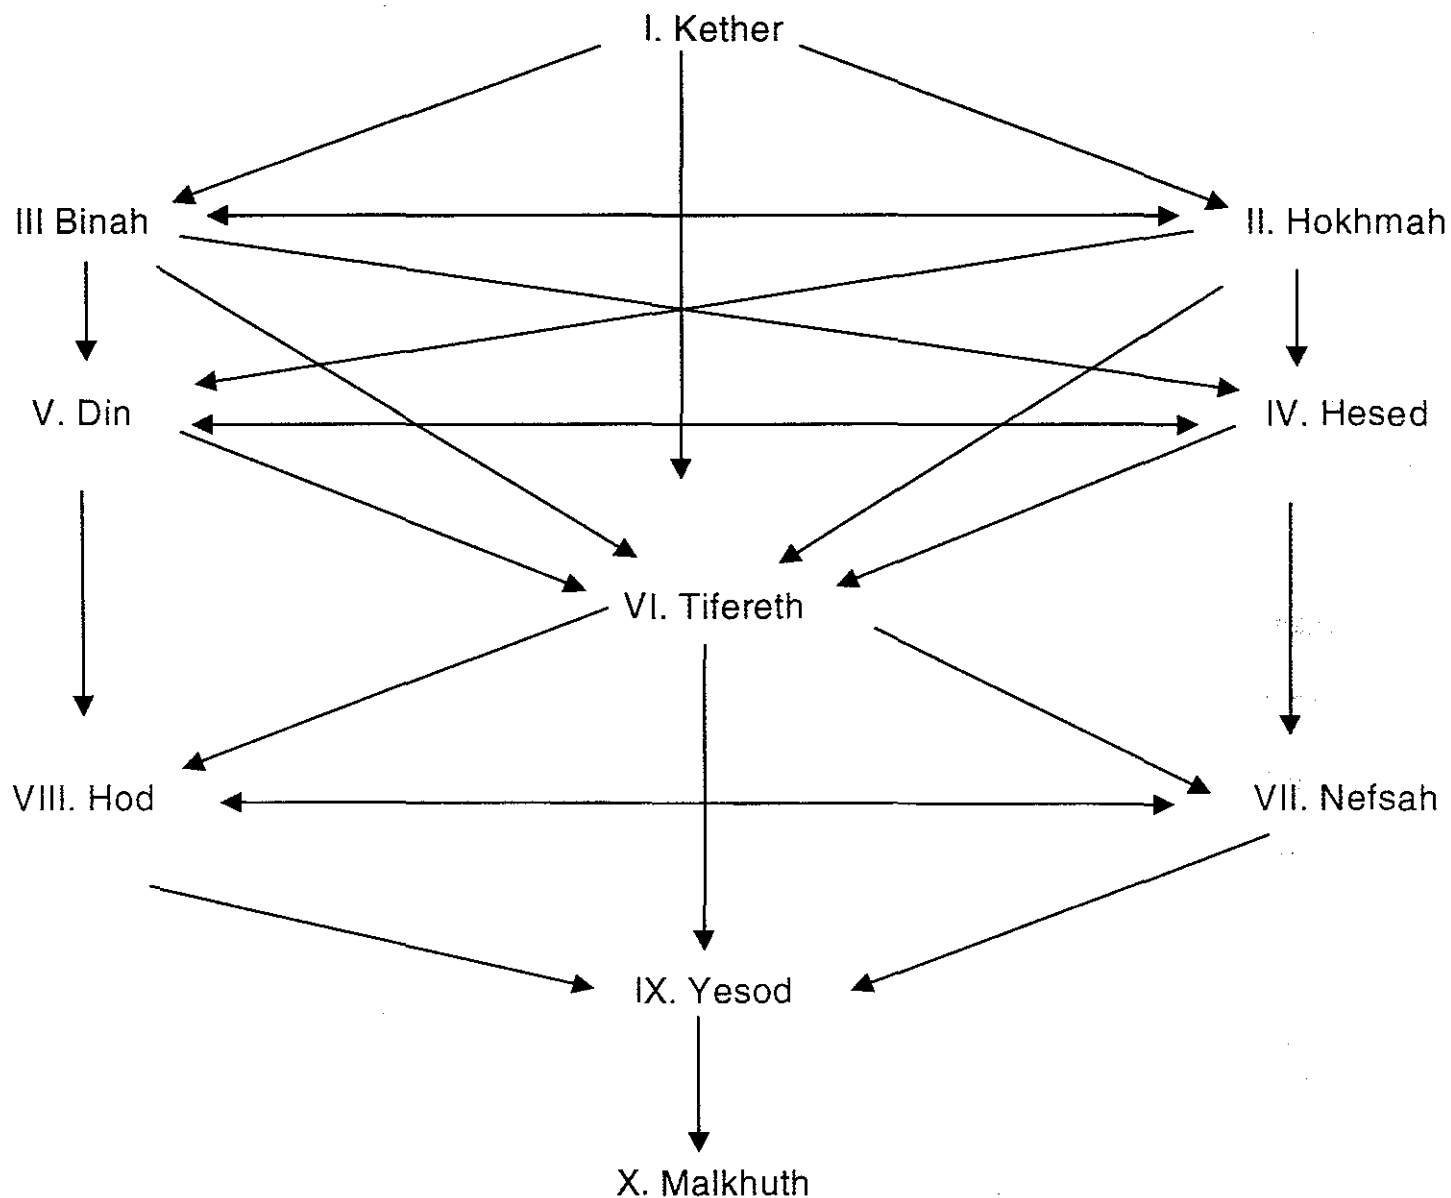 I. Kether
III Binah
II. Hokhmah
V. Din
IV. Hesed
VI. Tifereth
VIII. Hod
VII. Nefsah
IX. Yesod
X. Malkhuth